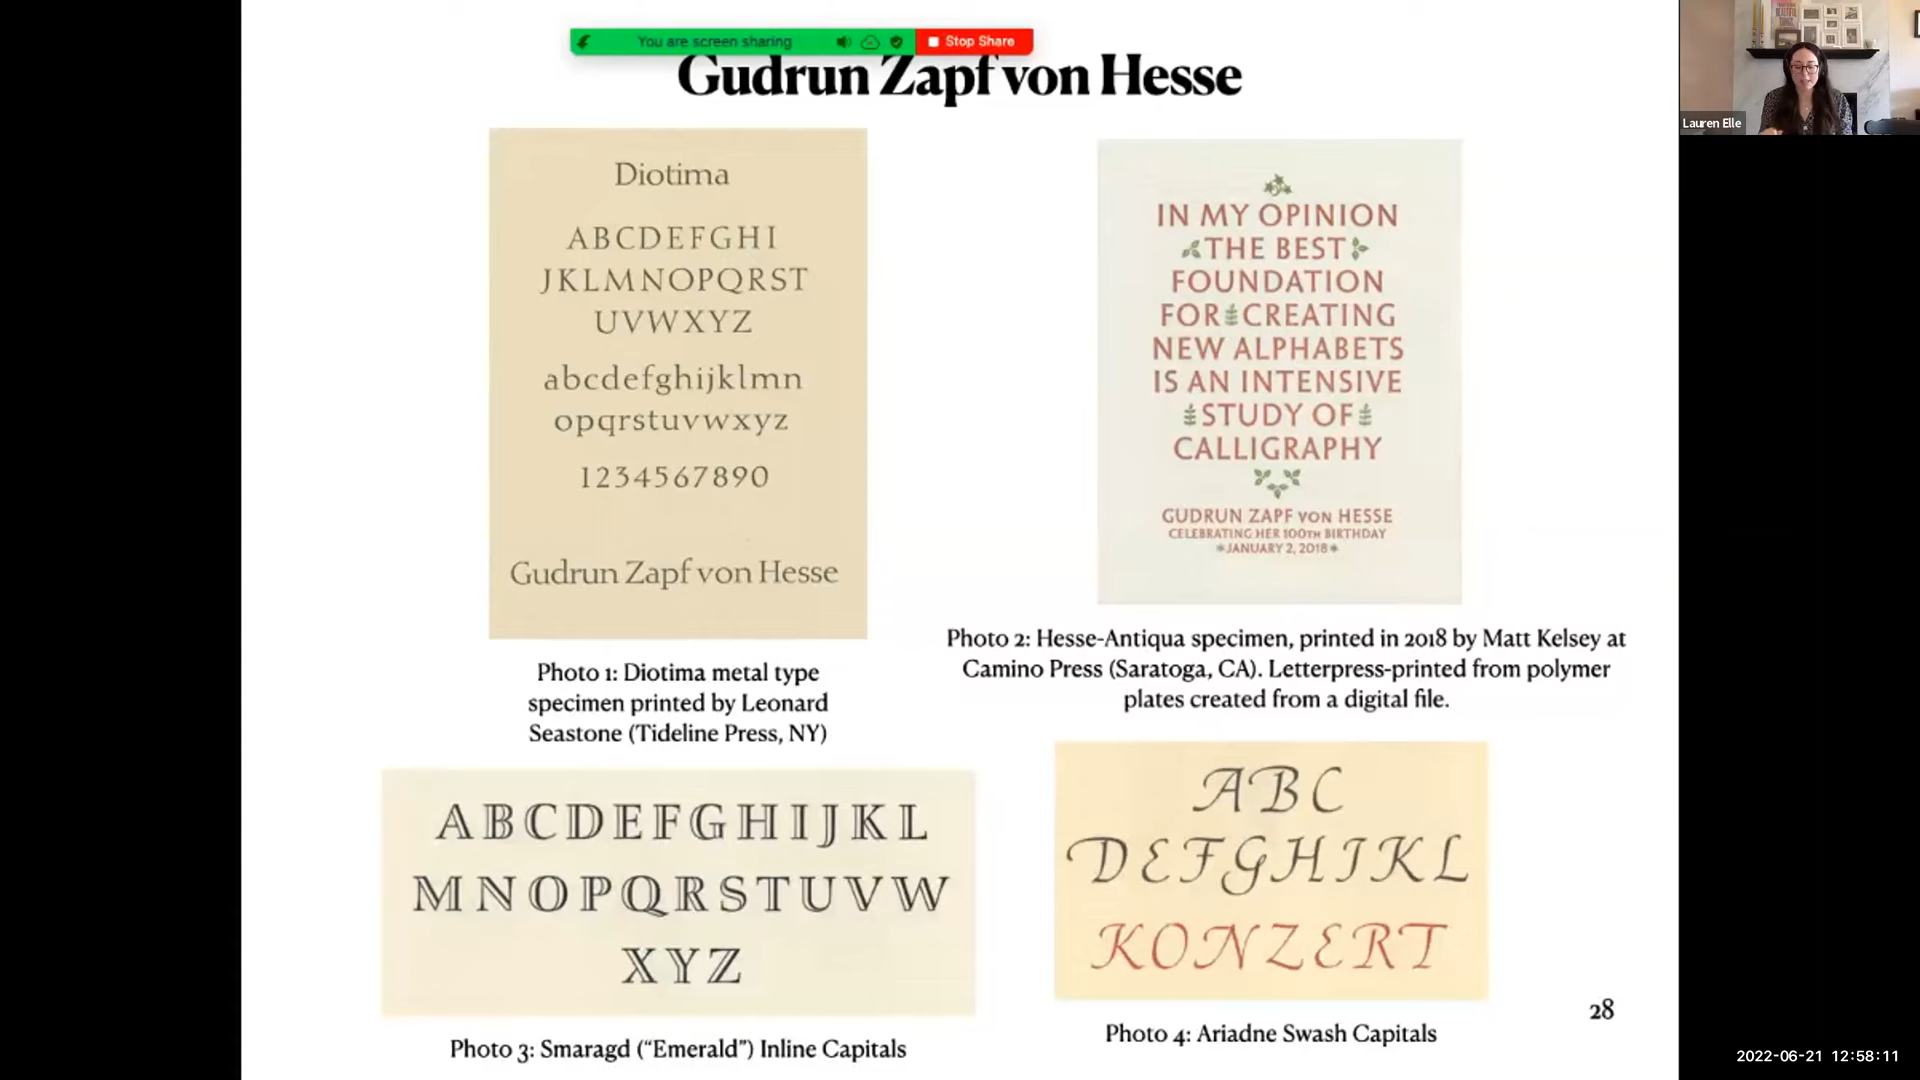 You are screen sharing
Stop Share
Gudrun Zapf von Hesse
Lauren Elle
Diotima
ABCDEFGHI
JKLMNOPQRST
UVWXYZ
abcdefghijklmn
opqrstuvwxyz
1234567890
Gudrun Zapf von Hesse
Photo 1: Diotima metal type
specimen printed by Leonard
Seastone (Tideline Press, NY)
IN MY OPINION
THE BEST
FOUNDATION
FOR CREATING
NEW ALPHABETS
IS AN INTENSIVE
STUDY OF
CALLIGRAPHY
GUDRUN ZAPF VON HESSE
CELEBRATING HER 100TH BIRTHDAY
*JANUARY 2, 2018*
Photo 2: Hesse-Antiqua specimen, printed in 2018 by Matt Kelsey at
Camino Press (Saratoga, CA). Letterpress-printed from polymer
plates created from a digital file.
ABCDEFGHIJKL
MNOPQRSTUVW
XYZ
Photo 3: Smaragd (“Emerald”) Inline Capitals
ABC
DEFGHIKL
KONZERT
Photo 4: Ariadne Swash Capitals
28
2022-06-21 12:58:11